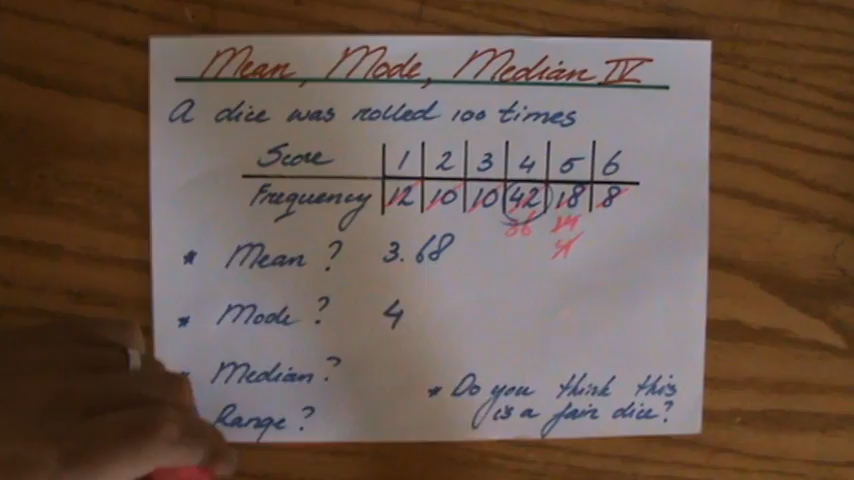 Mean, Mode, Median IV
A dice was rolled 100 times
Score 1 2 3 4 5 6
Frequency 12 10 10 42 18 8
36 14
4
* Mean? 3.68
* Mode? 4
* Median?
Range?
* Do you think this
is a fair dice?